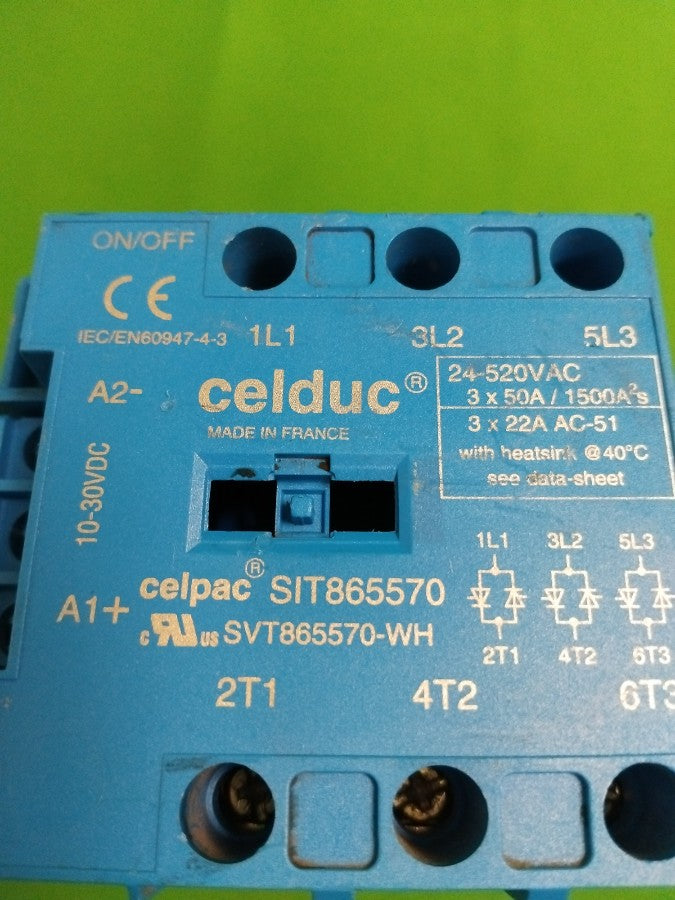 ON/OFF
CE
IEC/EN60947-4-3
1L1 3L2 5L3
A2-
celduc®
MADE IN FRANCE
24-520VAC
3 x 50A / 1500A²s
3 x 22A AC-51
with heatsink @40°C
see data-sheet
10-30VDC
1L1 3L2 5L3
celpac® SIT865570
A1+
c RU us SVT865570-WH
2T1 4T2 6T3
2T1 4T2 6T3